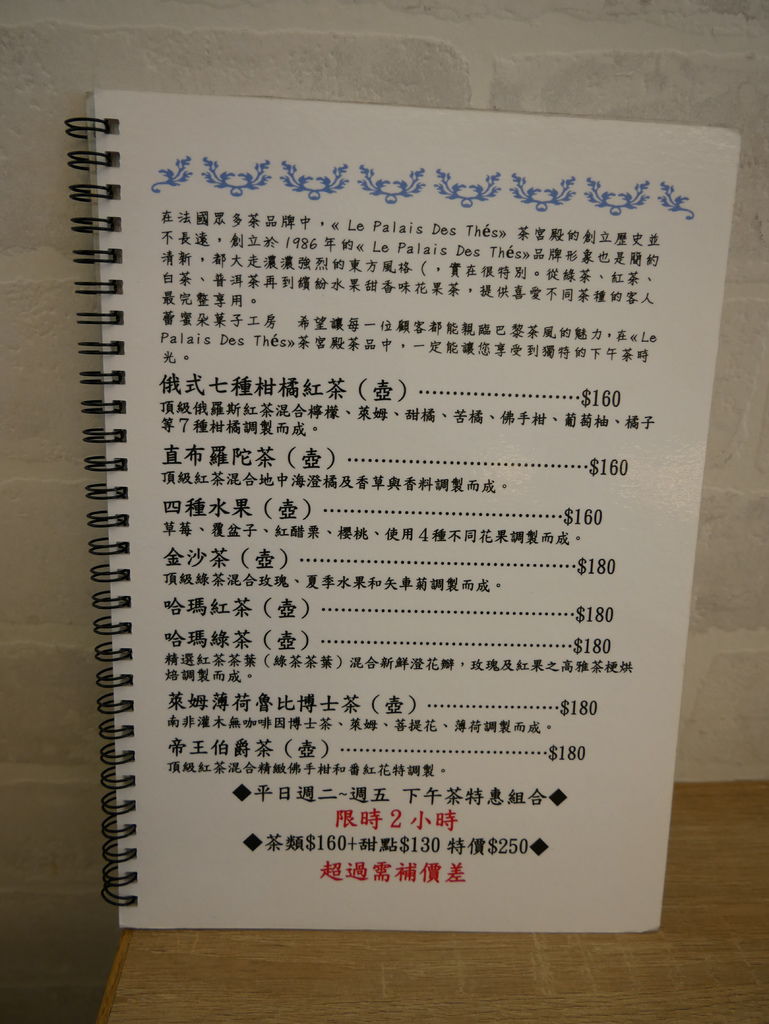 在法國眾多茶品牌中，« Le Palais Des Thés» 茶宮殿的創立歷史並
不長遠，創立於 1986 年的« Le Palais Des Thés»品牌形象也是簡約
清新，都大走濃濃強烈的東方風格（，實在很特別。從綠茶、紅茶、
白茶、普洱茶再到繽紛水果甜香味花果茶，提供喜愛不同茶種的客人
最完整享用。
蕾蜜朵菓子工房　希望讓每一位顧客都能親臨巴黎茶風的魅力，在«Le
Palais Des Thés»茶宮殿茶品中，一定能讓您享受到獨特的下午茶時
光。
俄式七種柑橘紅茶（壺）························$160
頂級俄羅斯紅茶混合檸檬、萊姆、甜橘、苦橘、佛手柑、葡萄柚、橘子
等７種柑橘調製而成。
直布羅陀茶（壺）····································$160
頂級紅茶混合地中海澄橘及香草與香料調製而成。
四種水果（壺）····································$160
草莓、覆盆子、紅醋栗、櫻桃、使用４種不同花果調製而成。
金沙茶（壺）·········································$180
頂級綠茶混合玫瑰、夏季水果和矢車菊調製而成。
哈瑪紅茶（壺）·····································$180
哈瑪綠茶（壺）·····································$180
精選紅茶茶葉（綠茶茶葉）混合新鮮澄花瓣，玫瑰及紅果之高雅茶梗烘
焙調製而成。
萊姆薄荷魯比博士茶（壺）····················$180
南非灌木無咖啡因博士茶、萊姆、菩提花、薄荷調製而成。
帝王伯爵茶（壺）·······························$180
頂級紅茶混合精緻佛手柑和番紅花特調製。
◆平日週二~週五 下午茶特惠組合◆
限時 2 小時
◆茶類$160+甜點$130 特價$250◆
超過需補價差